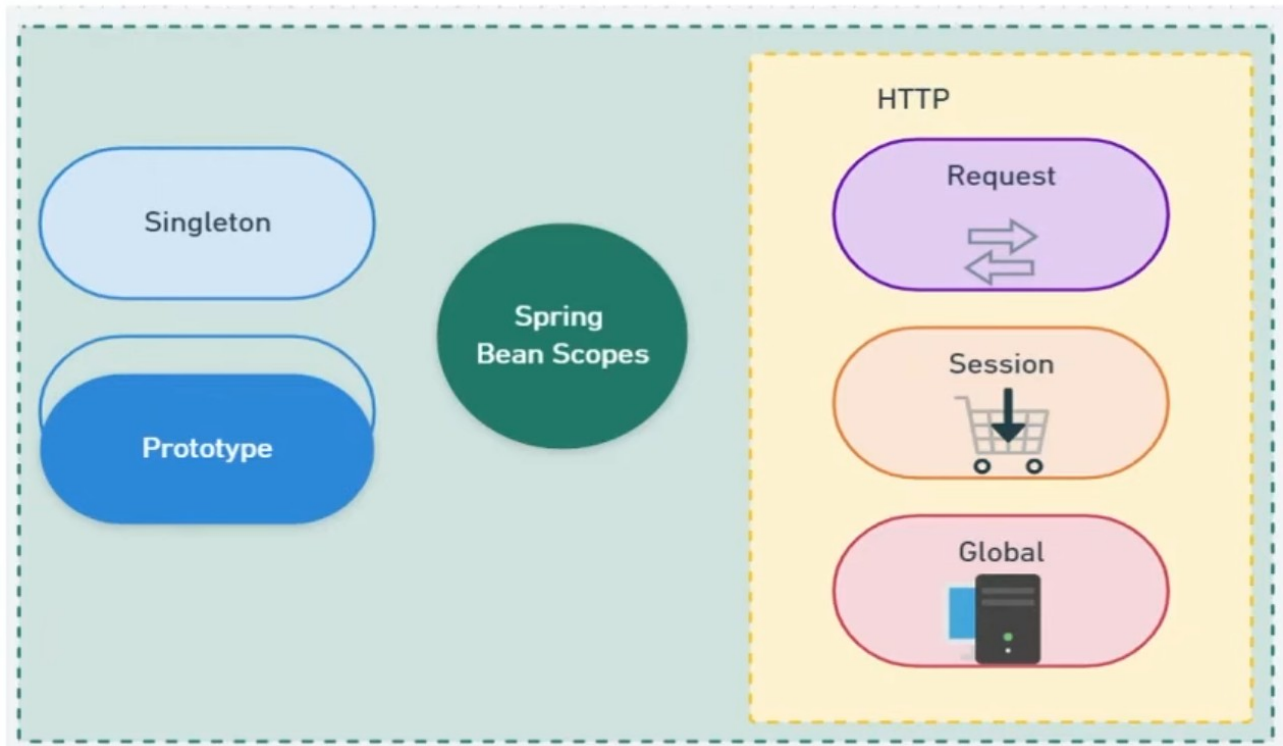 Singleton
Prototype
Spring
Bean Scopes
HTTP
Request
Session
Global